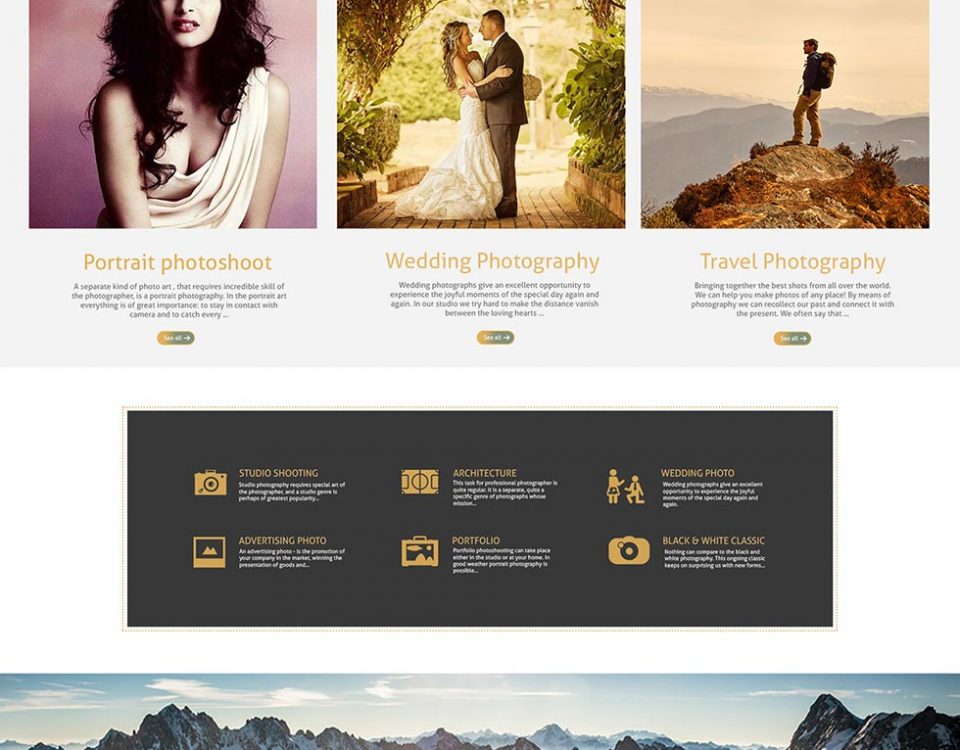 Portrait photoshoot
A separate kind of photo art , that requires incredible skill of
the photographer, is a portrait photography. In the portrait art
everything is of great importance: to stay in contact with
camera and to catch every ...
See all
Wedding Photography
Wedding photographs give an excellent opportunity to
experience the joyful moments of the special day again and
again. In our studio we try hard to make the distance vanish
between the loving hearts ...
See all
Travel Photography
Bringing together the best shots from all over the world.
We can help you make photos of any place! By means of
photography we can recollect our past and connect it with
the present. We often say that ...
See all
STUDIO SHOOTING
Studio photography requires special art of
the photographer, and a studio genre is
perhaps of greatest popularity...
ARCHITECTURE
This task for professional photographer is
quite regular. It is a separate, quite a
specific genre of photographs whose
mission...
WEDDING PHOTO
Wedding photographs give an excellent
opportunity to experience the joyful
moments of the special day again and
again.
ADVERTISING PHOTO
An advertising photo - is the promotion of
your company in the market, winning the
presentation of goods and...
PORTFOLIO
Portfolio photoshooting can take place
either in the studio or at your home. In
good weather portrait photography is
possible...
BLACK & WHITE CLASSIC
Nothing can compare to the black and
white photography. This ongoing classic
keeps on surprising us with new forms...